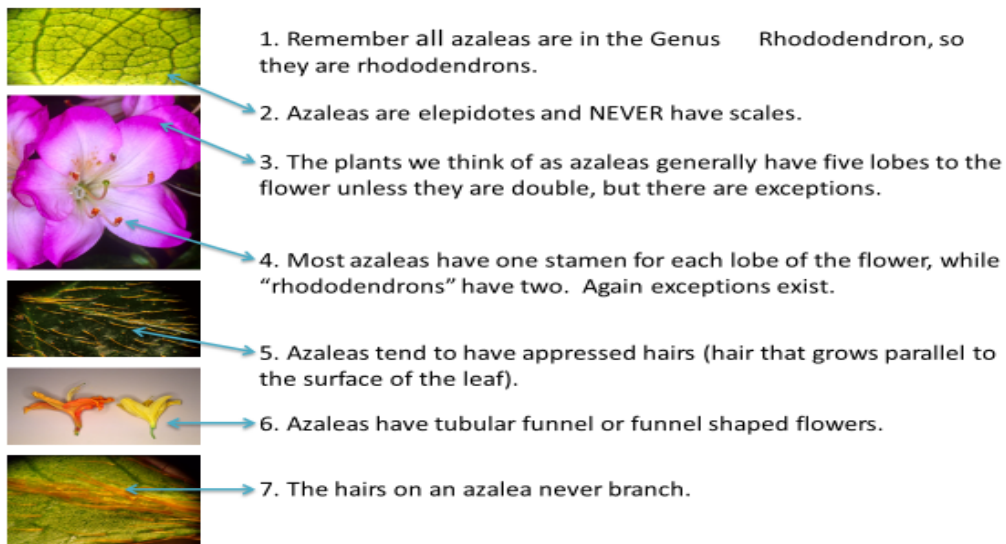 1. Remember all azaleas are in the Genus Rhododendron, so
they are rhododendrons.
2. Azaleas are elepidotes and NEVER have scales.
3. The plants we think of as azaleas generally have five lobes to the
flower unless they are double, but there are exceptions.
4. Most azaleas have one stamen for each lobe of the flower, while
“rhododendrons” have two. Again exceptions exist.
5. Azaleas tend to have appressed hairs (hair that grows parallel to
the surface of the leaf).
6. Azaleas have tubular funnel or funnel shaped flowers.
7. The hairs on an azalea never branch.